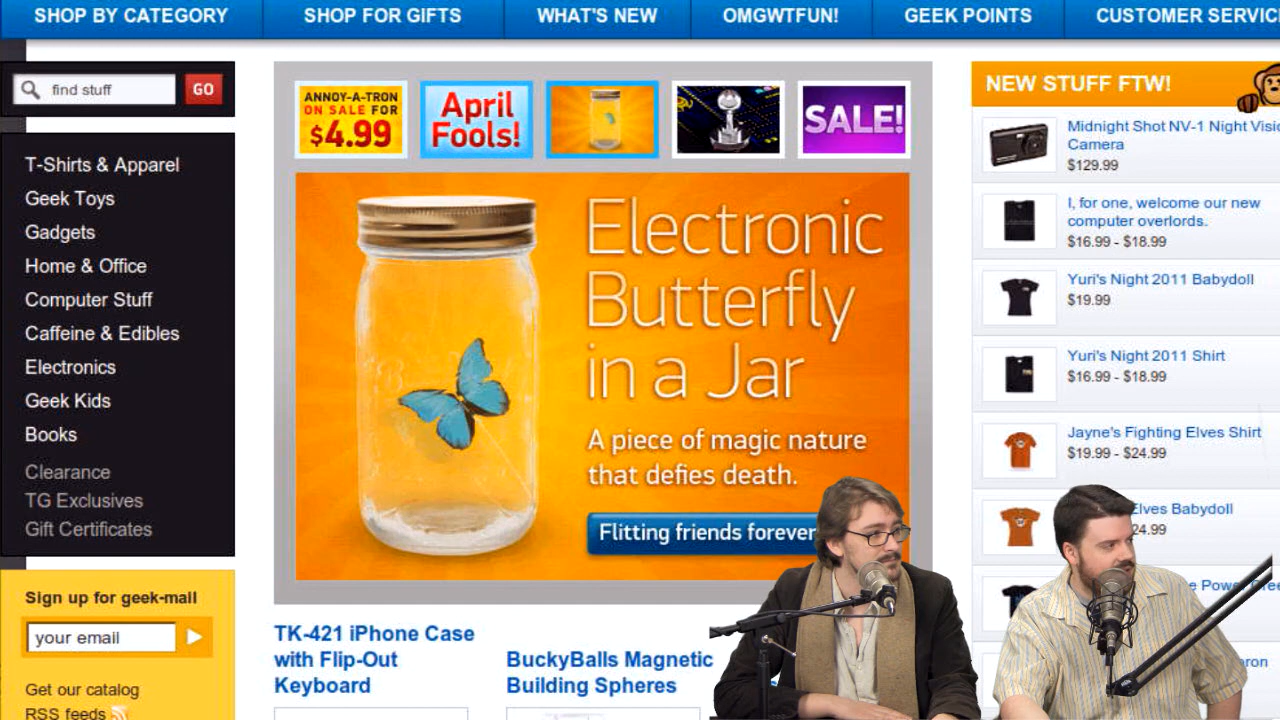 SHOP BY CATEGORY
SHOP FOR GIFTS
WHAT'S NEW
OMGWTFUN!
GEEK POINTS
CUSTOMER SERVIC
find stuff
GO
T-Shirts & Apparel
Geek Toys
Gadgets
Home & Office
Computer Stuff
Caffeine & Edibles
Electronics
Geek Kids
Books
Clearance
TG Exclusives
Gift Certificates
Sign up for geek-mail
your email
Get our catalog
RSS feeds
ANNOY-A-TRON
ON SALE FOR
$4.99
April
Fools!
SALE!
Electronic
Butterfly
in a Jar
A piece of magic nature
that defies death.
Flitting friends forever
TK-421 iPhone Case
with Flip-Out
Keyboard
BuckyBalls Magnetic
Building Spheres
NEW STUFF FTW!
Midnight Shot NV-1 Night Visi
Camera
$129.99
I, for one, welcome our new
computer overlords.
$16.99 - $18.99
Yuri's Night 2011 Babydoll
$19.99
Yuri's Night 2011 Shirt
$16.99 - $18.99
Jayne's Fighting Elves Shirt
$19.99 - $24.99
Elves Babydoll
24.99
e Power Gree